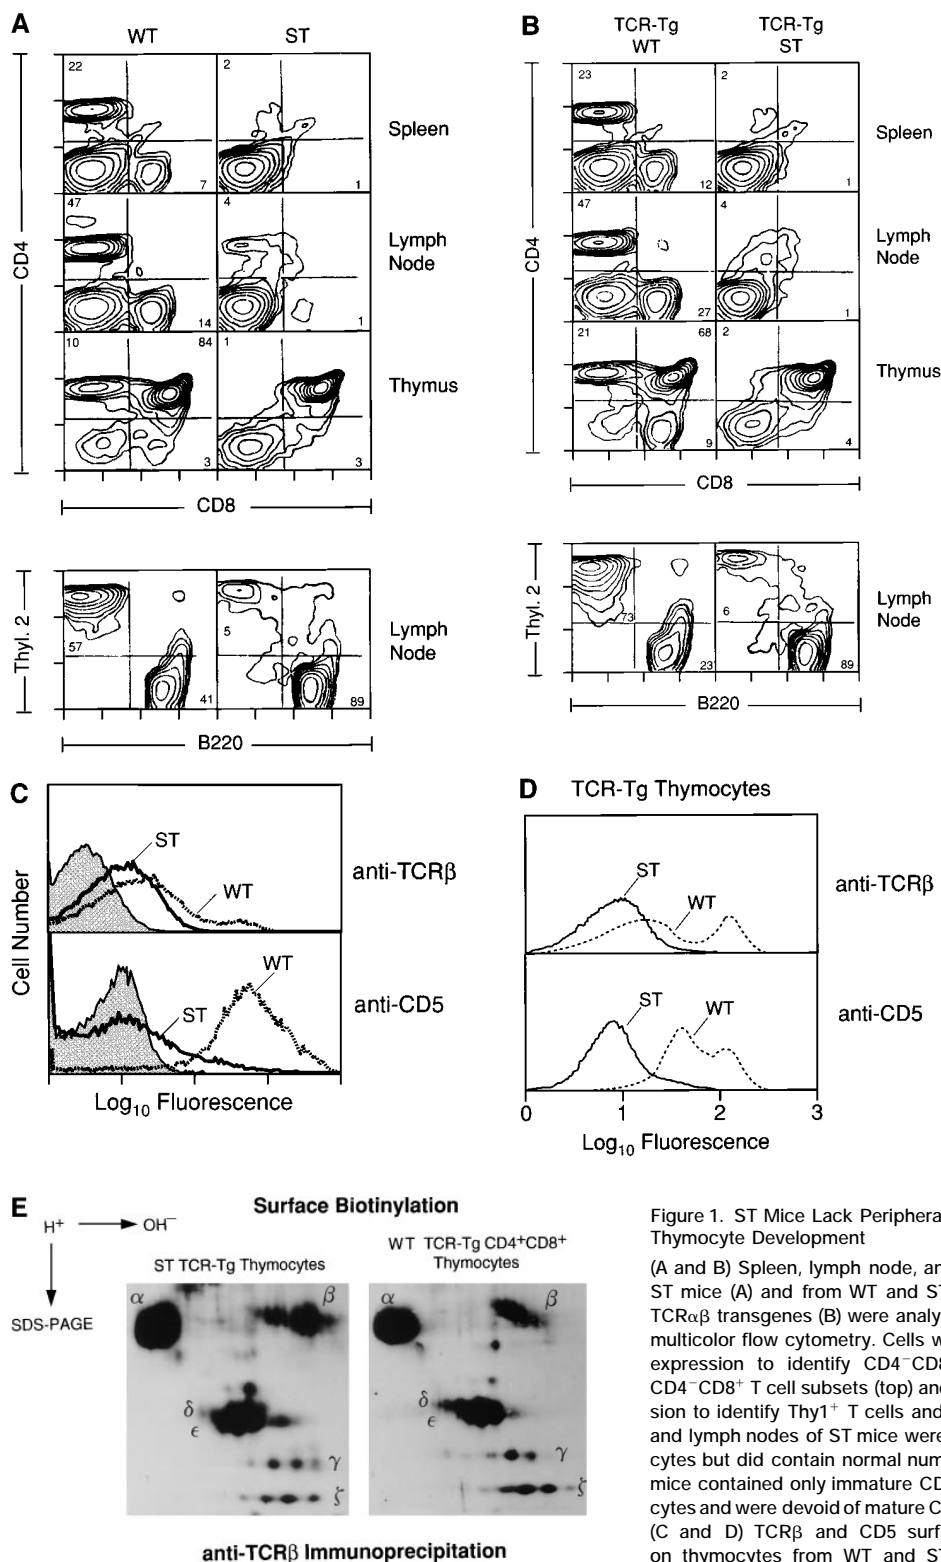 A
WT
ST
22
2
Spleen
7
1
47
4
Lymph
Node
14
1
10
84
1
Thymus
3
3
CD4
CD8
57
5
Lymph
Node
41
89
Thyl. 2
B220
B
TCR-Tg
WT
TCR-Tg
ST
23
2
Spleen
12
1
47
4
Lymph
Node
27
1
21
68
2
Thymus
9
4
CD4
CD8
73
6
Lymph
Node
23
89
Thyl. 2
B220
C
ST
WT
anti-TCRβ
Cell Number
WT
ST
anti-CD5
Log10 Fluorescence
D
TCR-Tg Thymocytes
ST
WT
anti-TCRβ
ST
WT
anti-CD5
0
1
2
3
Log10 Fluorescence
E
Surface Biotinylation
H+
OH−
SDS-PAGE
ST TCR-Tg Thymocytes
WT TCR-Tg CD4+CD8+
Thymocytes
α
β
δ
ϵ
γ
ζ
α
β
δ
ϵ
γ
ζ
anti-TCRβ Immunoprecipitation
Figure 1. ST Mice Lack Periphera
Thymocyte Development
(A and B) Spleen, lymph node, an
ST mice (A) and from WT and ST
TCRαβ transgenes (B) were analy
multicolor flow cytometry. Cells w
expression to identify CD4−CD8
CD4−CD8+ T cell subsets (top) and
sion to identify Thy1+ T cells and
and lymph nodes of ST mice were
cytes but did contain normal num
mice contained only immature CD
cytes and were devoid of mature C
(C and D) TCRβ and CD5 surf
on thymocytes from WT and ST